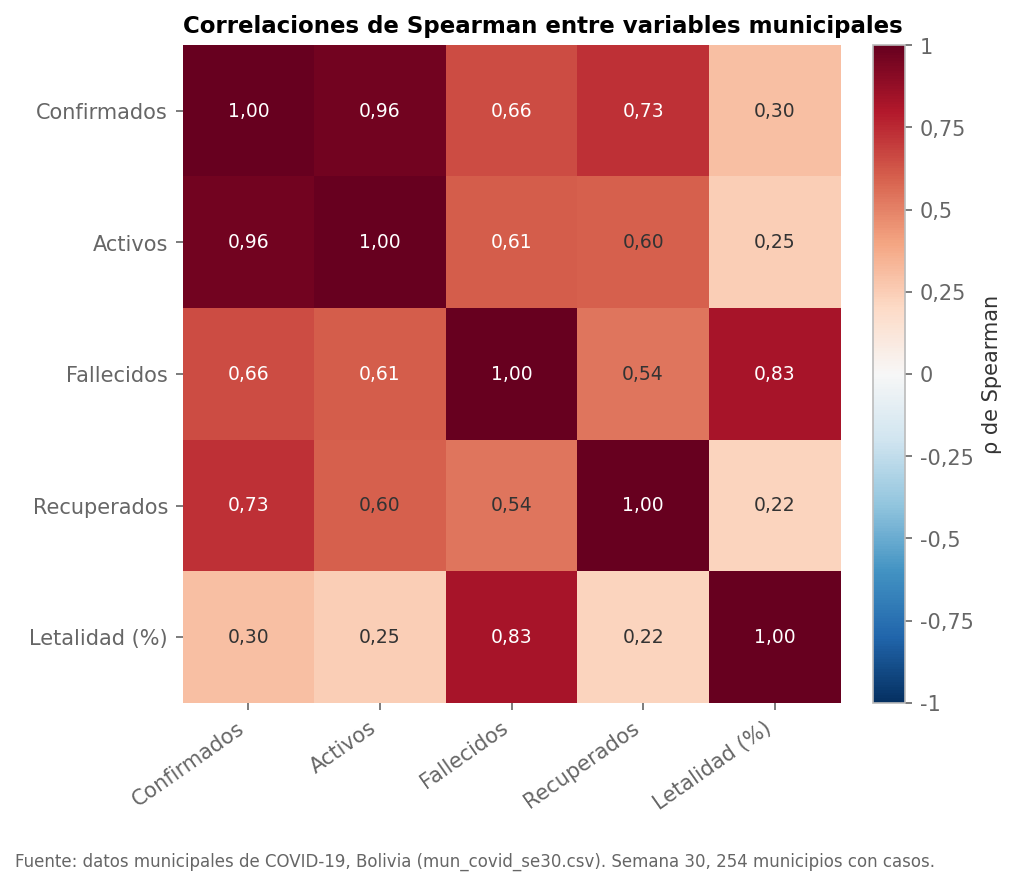 Correlaciones de Spearman entre variables municipales
Confirmados 1,00 0,96 0,66 0,73 0,30
Activos 0,96 1,00 0,61 0,60 0,25
Fallecidos 0,66 0,61 1,00 0,54 0,83
Recuperados 0,73 0,60 0,54 1,00 0,22
Letalidad (%) 0,30 0,25 0,83 0,22 1,00
Confirmados Activos Fallecidos Recuperados Letalidad (%)
1
0,75
0,5
0,25
0
-0,25
-0,5
-0,75
-1
ρ de Spearman
Fuente: datos municipales de COVID-19, Bolivia (mun_covid_se30.csv). Semana 30, 254 municipios con casos.